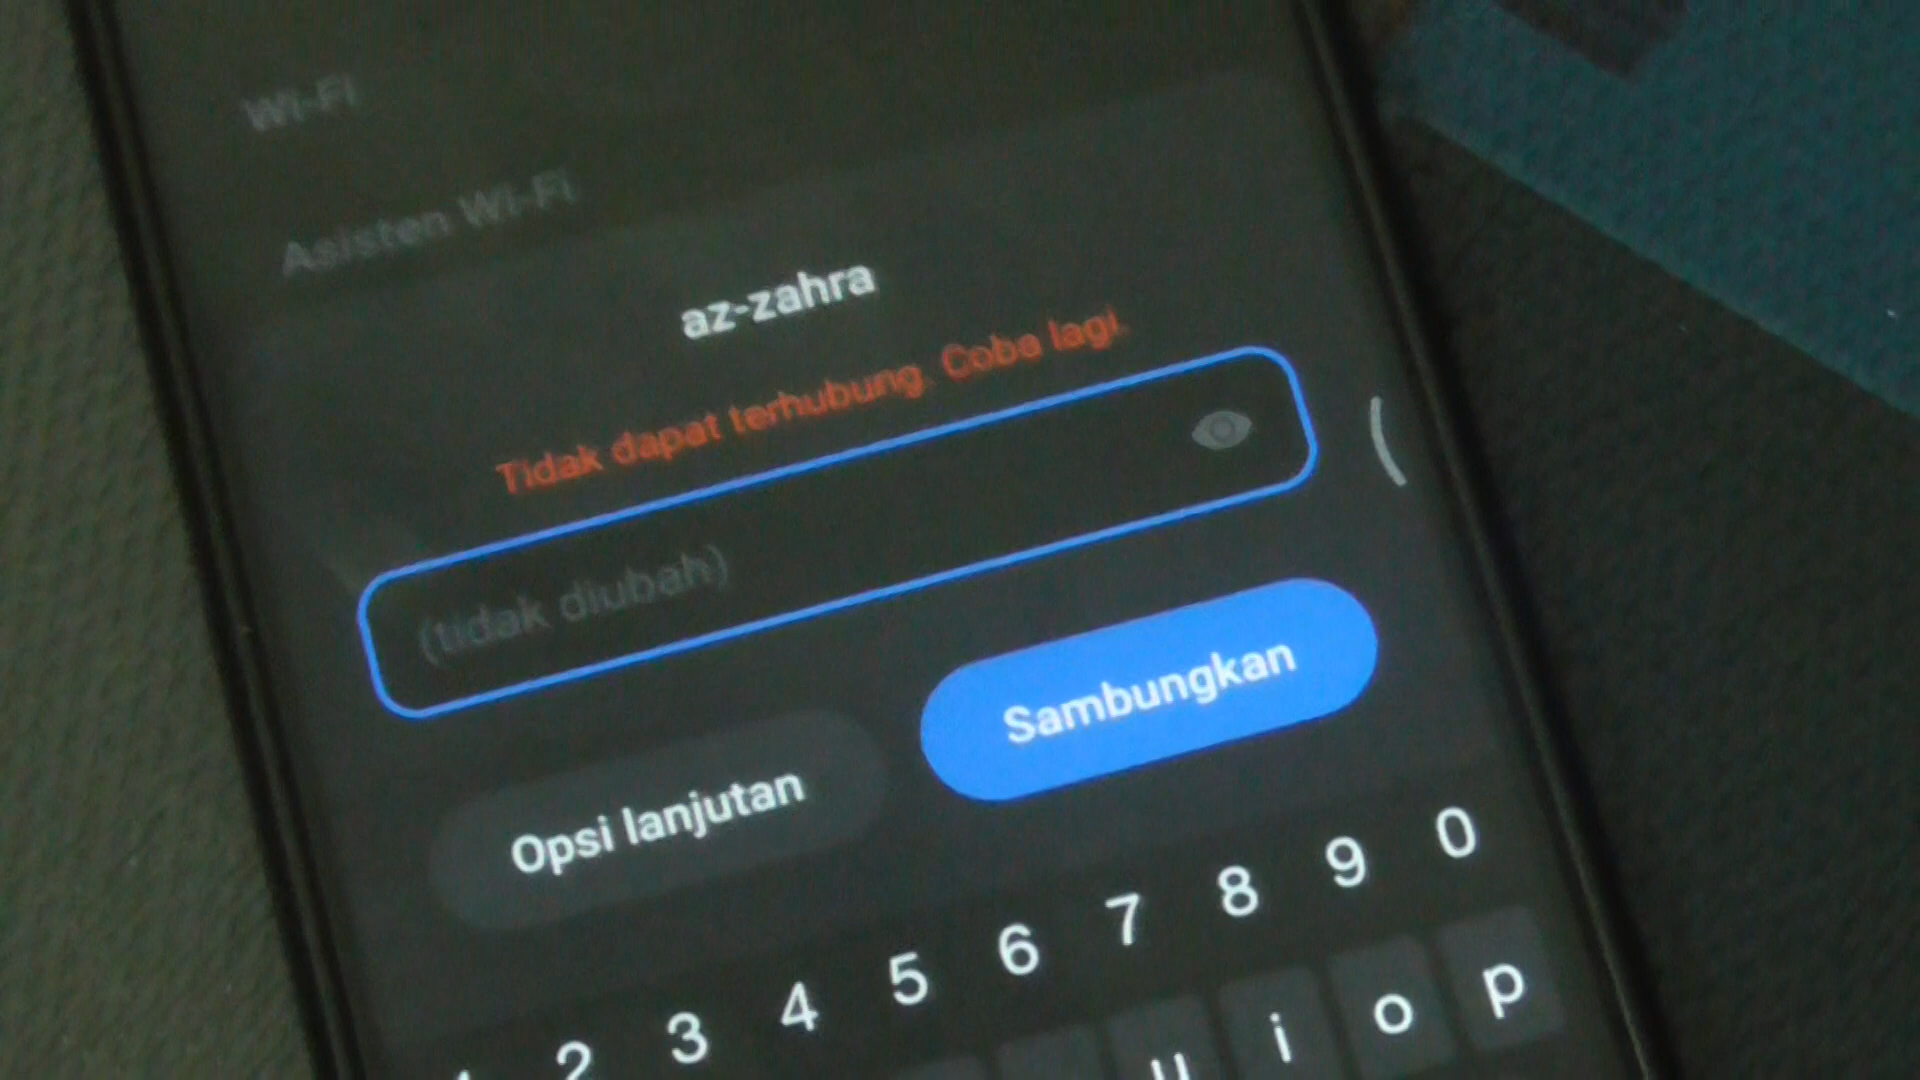 Wi-Fi
Asisten Wi-Fi
az-zahra
Tidak dapat terhubung. Coba lagi.
(tidak diubah)
Opsi lanjutan
Sambungkan
1 2 3 4 5 6 7 8 9 0
u i o p